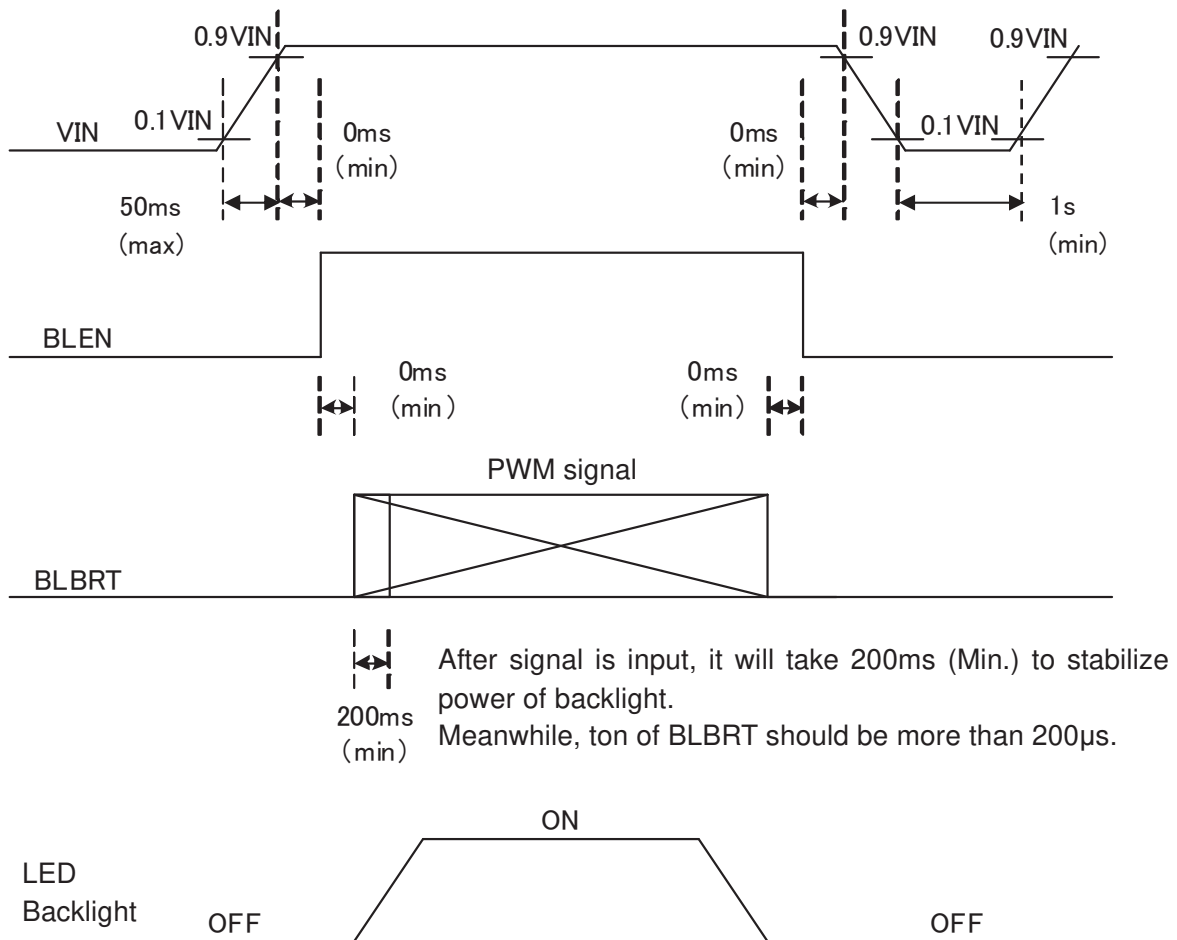 0.9VIN
0.9VIN
0.9VIN
VIN
0.1VIN
0ms
(min)
0ms
(min)
0.1VIN
50ms
(max)
1s
(min)
BLEN
0ms
(min)
0ms
(min)
PWM signal
BLBRT
200ms
(min)
After signal is input, it will take 200ms (Min.) to stabilize
power of backlight.
Meanwhile, ton of BLBRT should be more than 200µs.
ON
LED
Backlight
OFF
OFF